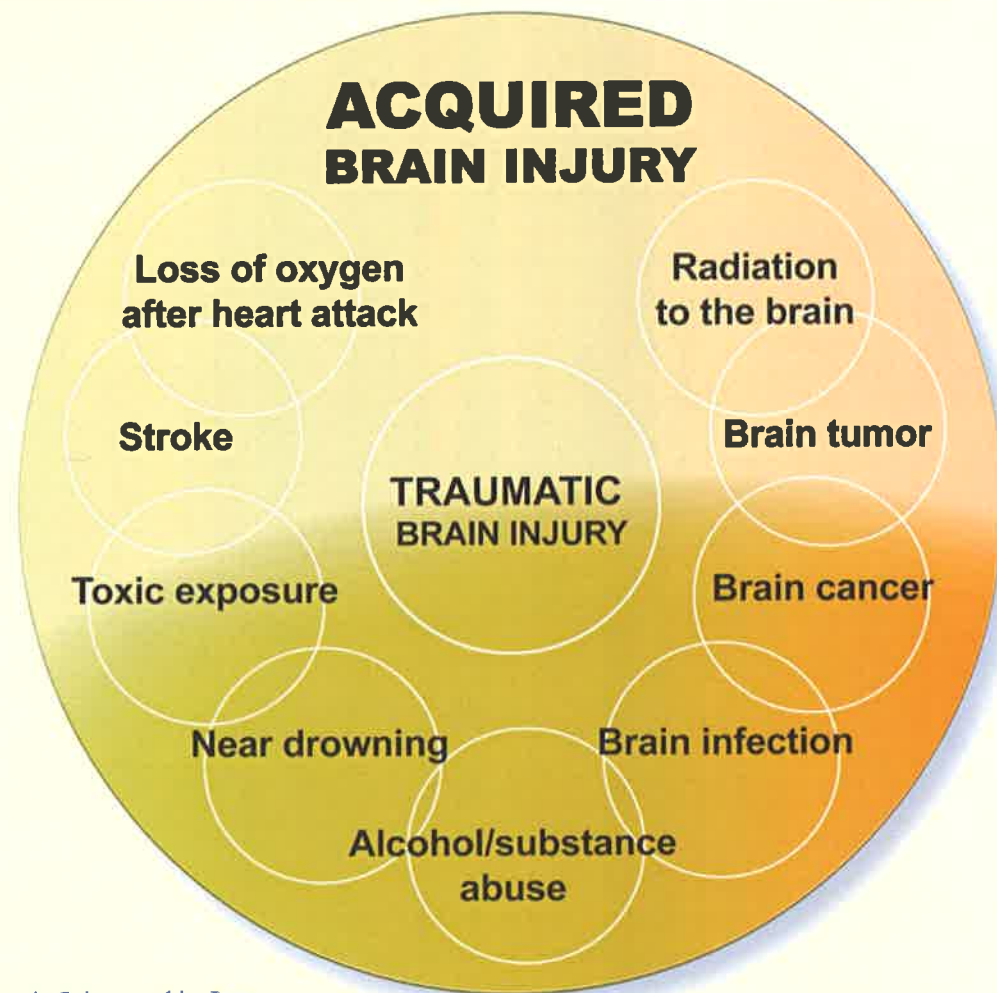 ACQUIRED
BRAIN INJURY
Loss of oxygen
after heart attack
Radiation
to the brain
Stroke
Brain tumor
TRAUMATIC
BRAIN INJURY
Toxic exposure
Brain cancer
Near drowning
Brain infection
Alcohol/substance
abuse